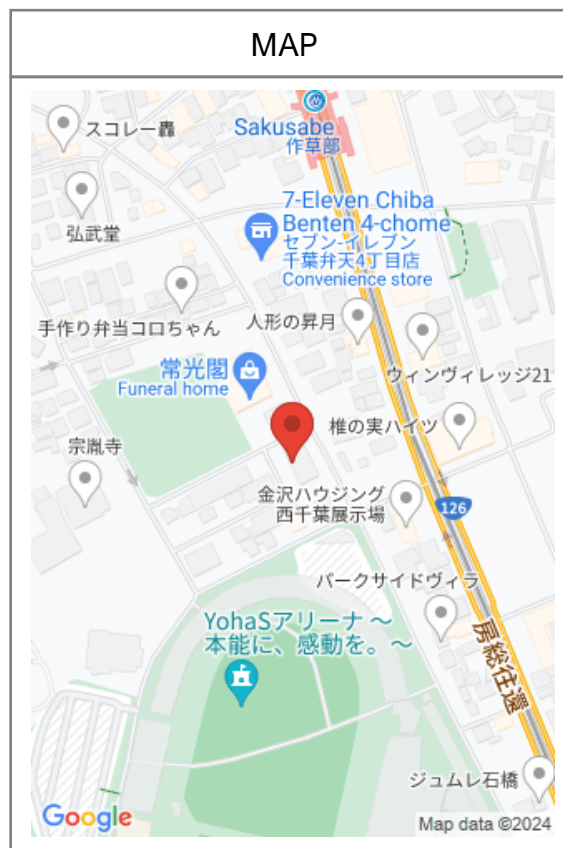 MAP
スコレー轟
Sakusabe
作草部
弘武堂
7-Eleven Chiba
Benten 4-chome
セブン-イレブン
千葉弁天4丁目店
Convenience store
手作り弁当コロちゃん
人形の昇月
常光閣
Funeral home
ウィンヴィレッジ21
椎の実ハイツ
宗胤寺
金沢ハウジング
西千葉展示場
126
パークサイドヴィラ
YohaSアリーナ ～
本能に、感動を。～
房総往還
ジュムレ石橋
Google
Map data ©2024